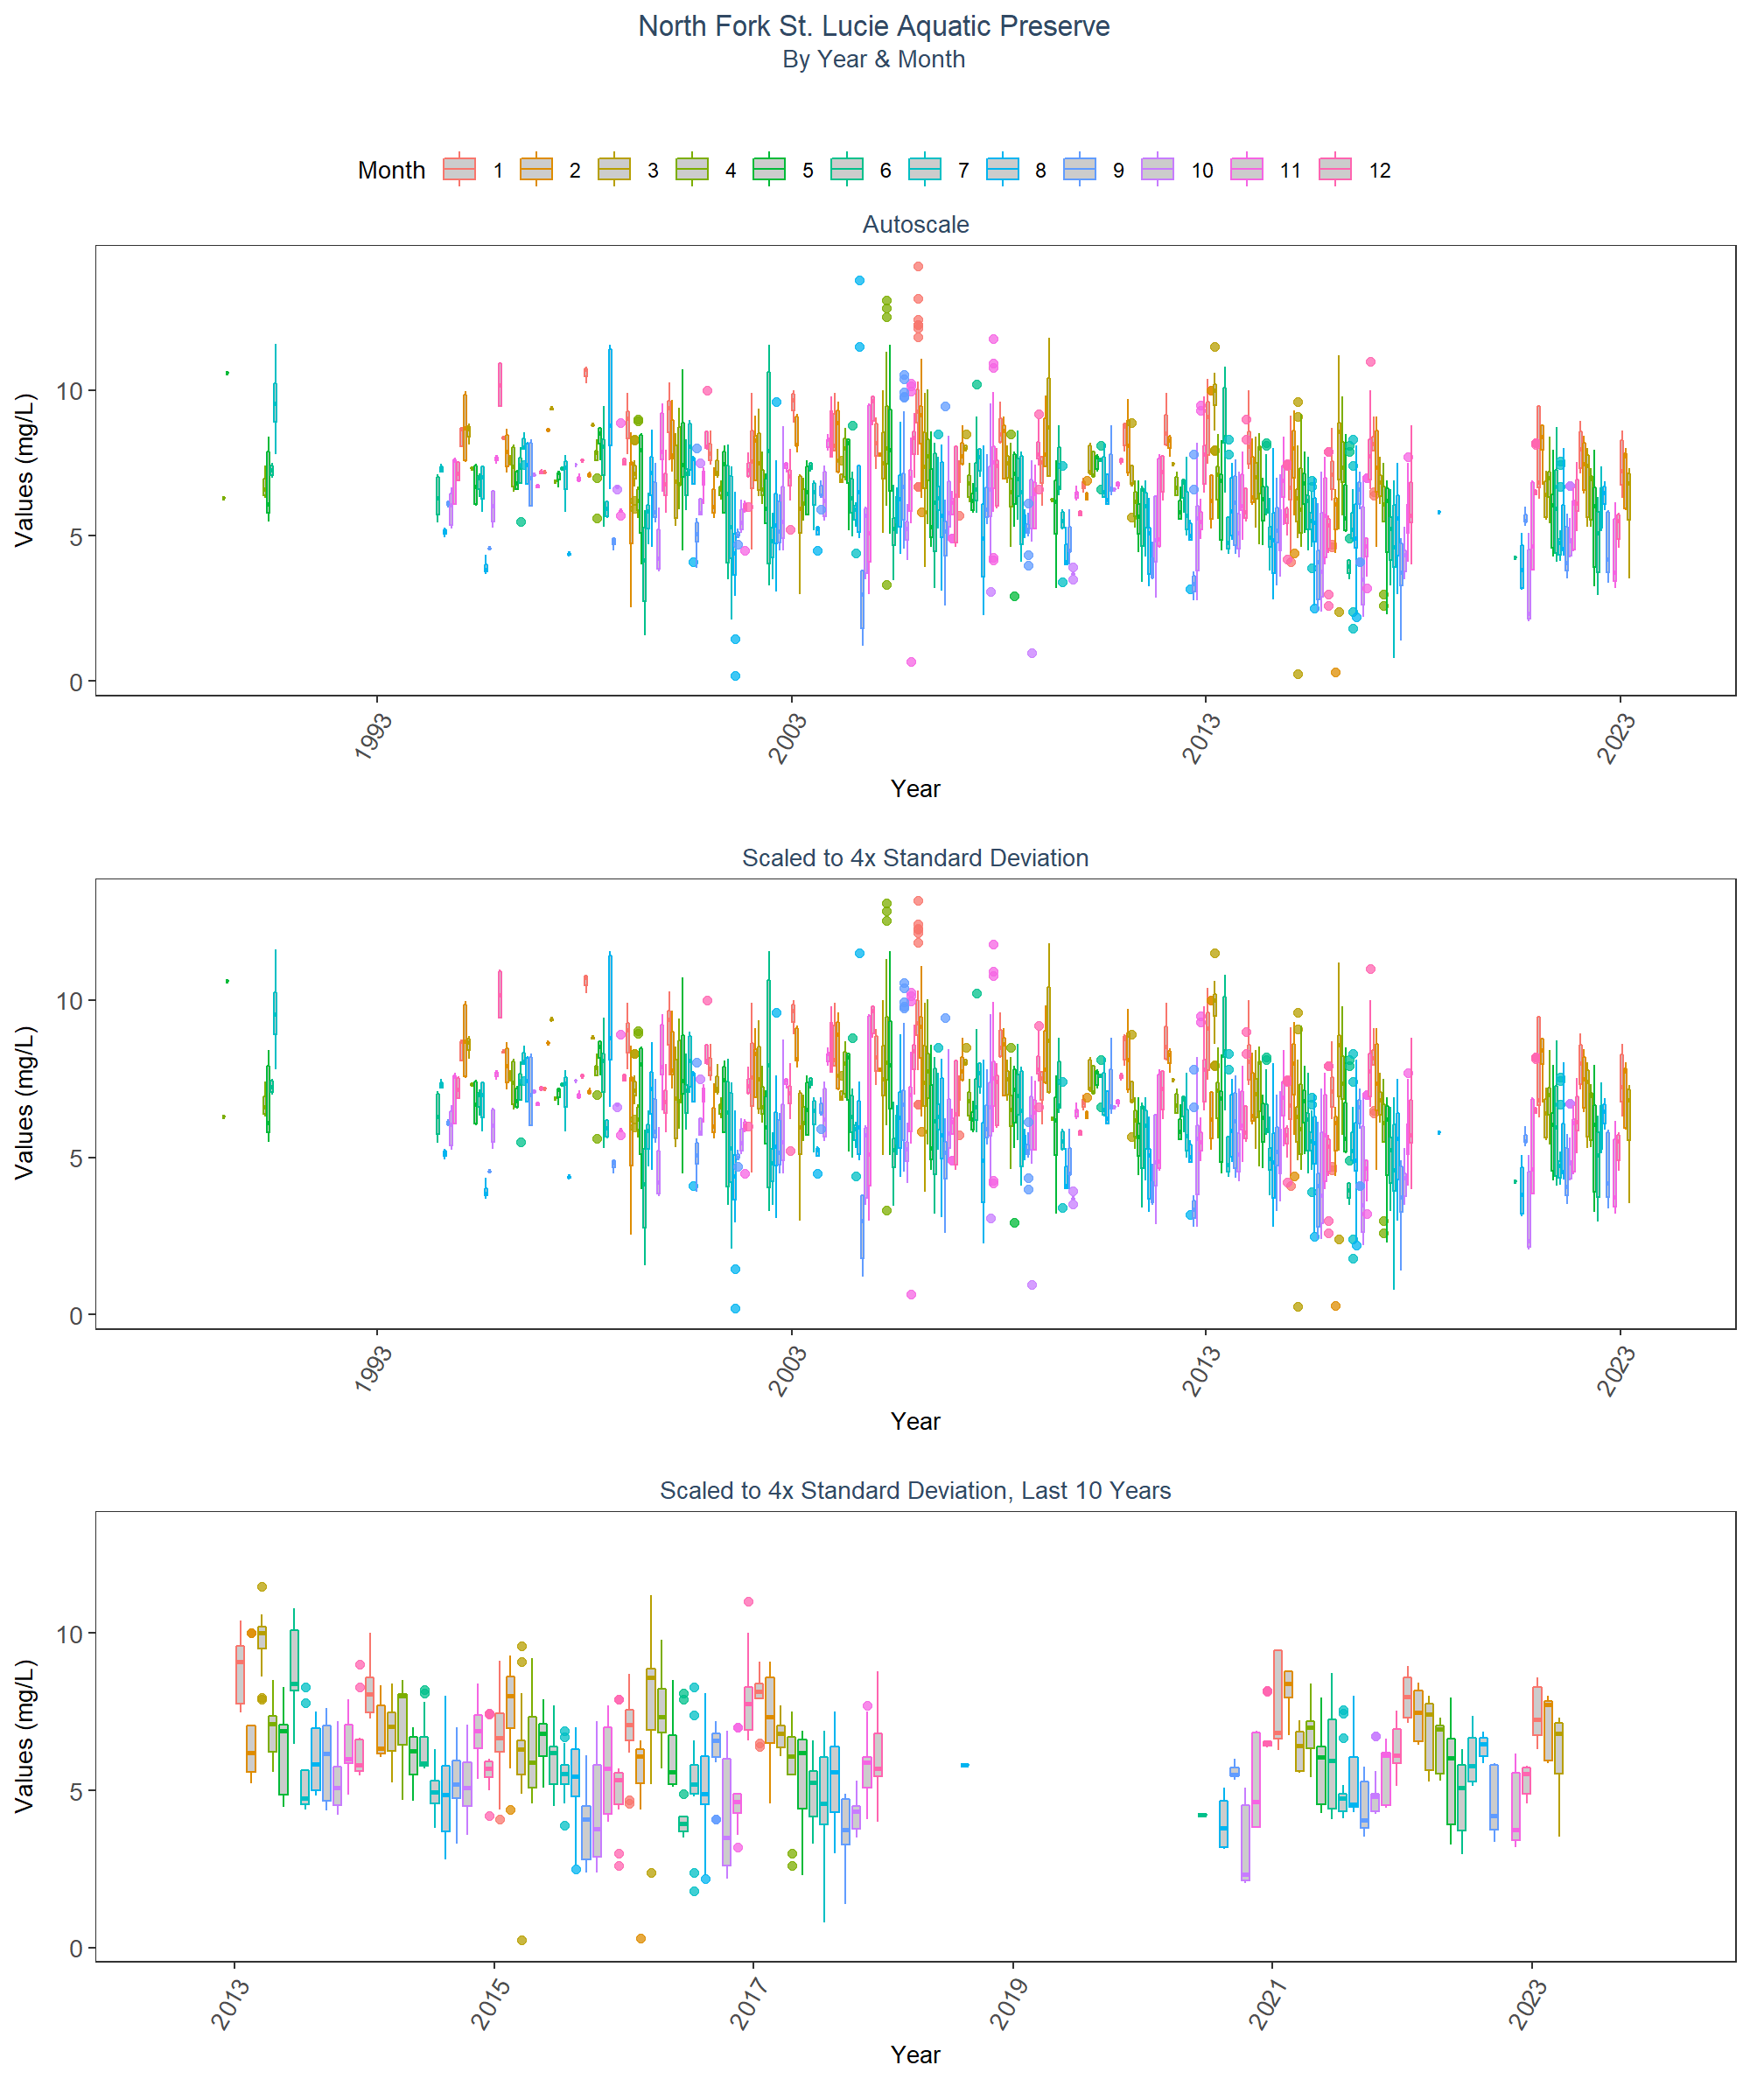 North Fork St. Lucie Aquatic Preserve
By Year & Month
Month 1 2 3 4 5 6 7 8 9 10 11 12
Autoscale
Values (mg/L)
10
5
0
1993 2003 2013 2023
Year
Scaled to 4x Standard Deviation
Values (mg/L)
10
5
0
1993 2003 2013 2023
Year
Scaled to 4x Standard Deviation, Last 10 Years
Values (mg/L)
10
5
0
2013 2015 2017 2019 2021 2023
Year